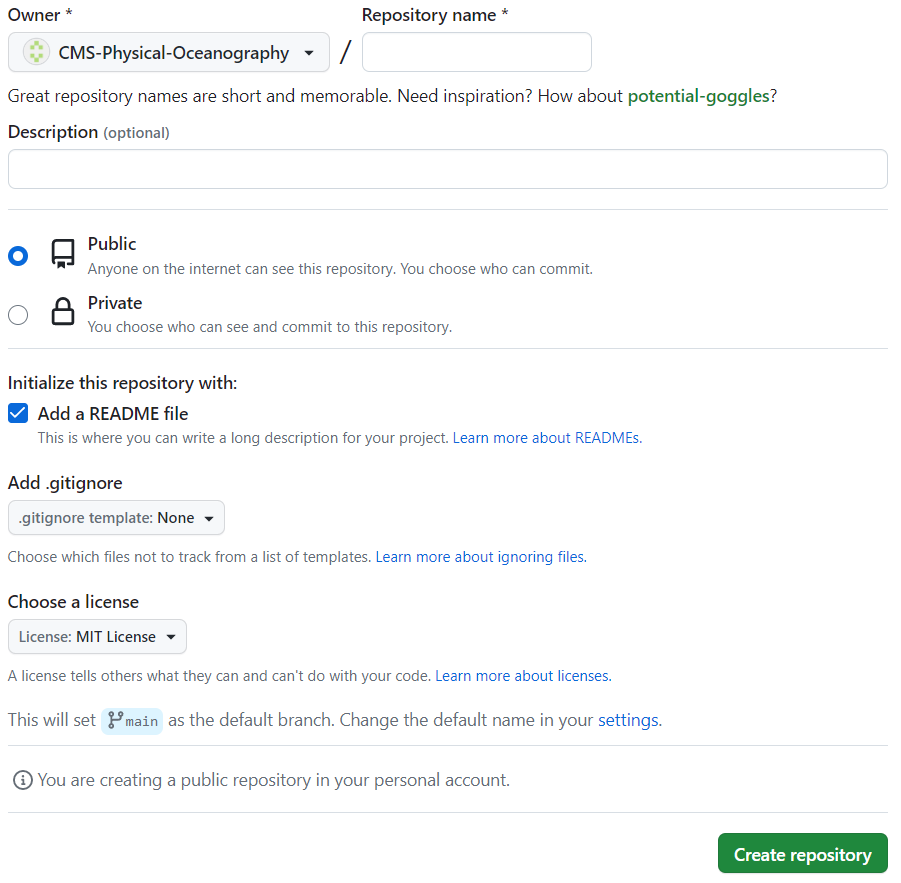 Owner * Repository name *
CMS-Physical-Oceanography /
Great repository names are short and memorable. Need inspiration? How about potential-goggles?
Description (optional)
Public
Anyone on the internet can see this repository. You choose who can commit.
Private
You choose who can see and commit to this repository.
Initialize this repository with:
Add a README file
This is where you can write a long description for your project. Learn more about READMEs.
Add .gitignore
.gitignore template: None
Choose which files not to track from a list of templates. Learn more about ignoring files.
Choose a license
License: MIT License
A license tells others what they can and can't do with your code. Learn more about licenses.
This will set main as the default branch. Change the default name in your settings.
You are creating a public repository in your personal account.
Create repository